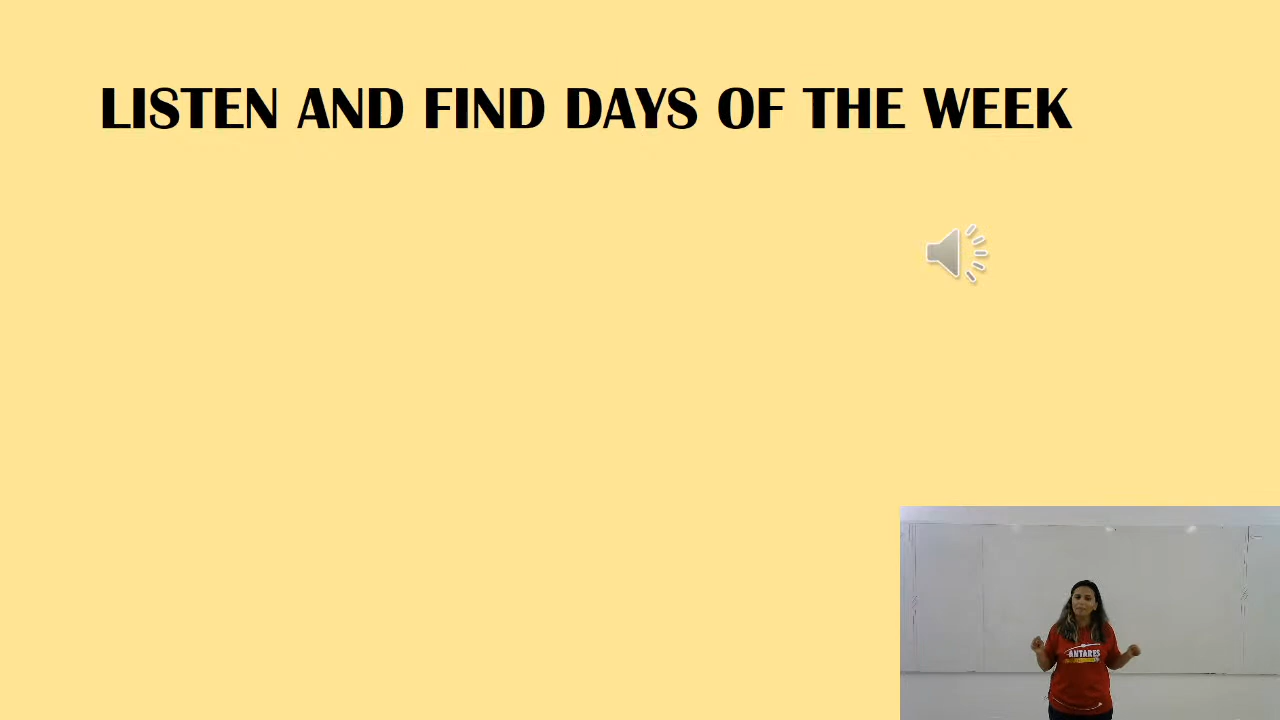 LISTEN AND FIND DAYS OF THE WEEK
ANTARES